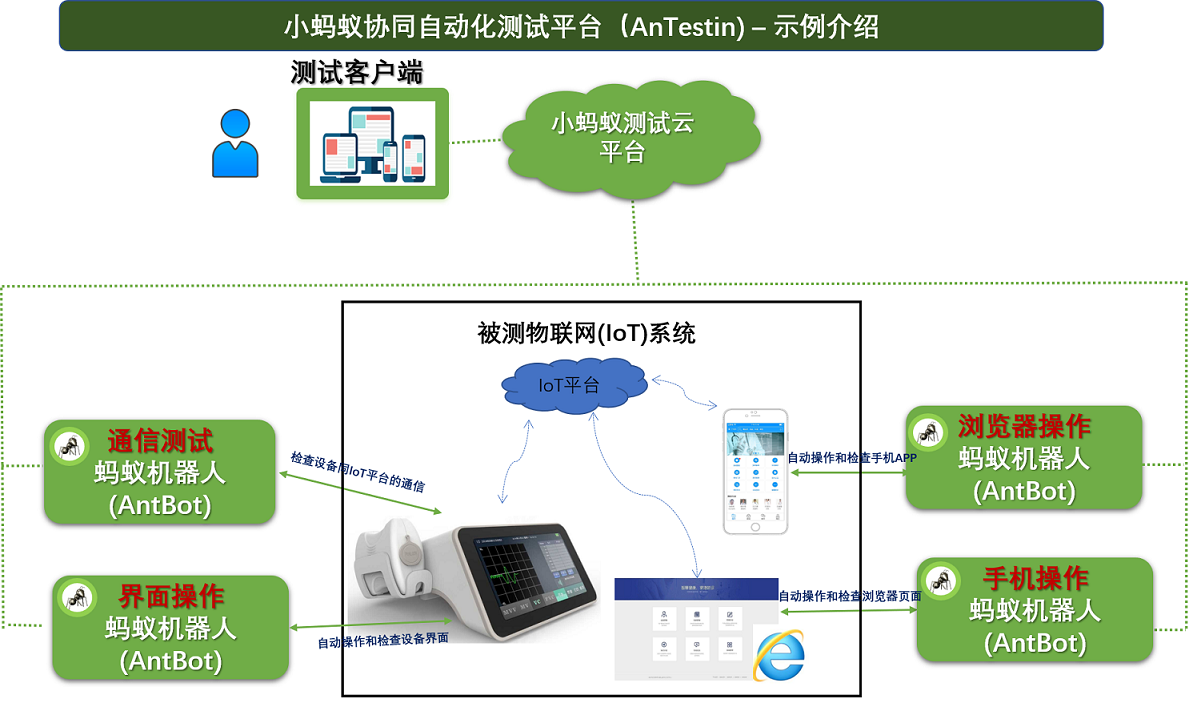 小蚂蚁协同自动化测试平台（AnTestin) – 示例介绍
测试客户端
小蚂蚁测试云
平台
被测物联网(IoT)系统
IoT平台
通信测试
蚂蚁机器人
(AntBot)
检查设备同IoT平台的通信
界面操作
蚂蚁机器人
(AntBot)
自动操作和检查设备界面
浏览器操作
蚂蚁机器人
(AntBot)
自动操作和检查手机APP
手机操作
蚂蚁机器人
(AntBot)
自动操作和检查浏览器页面